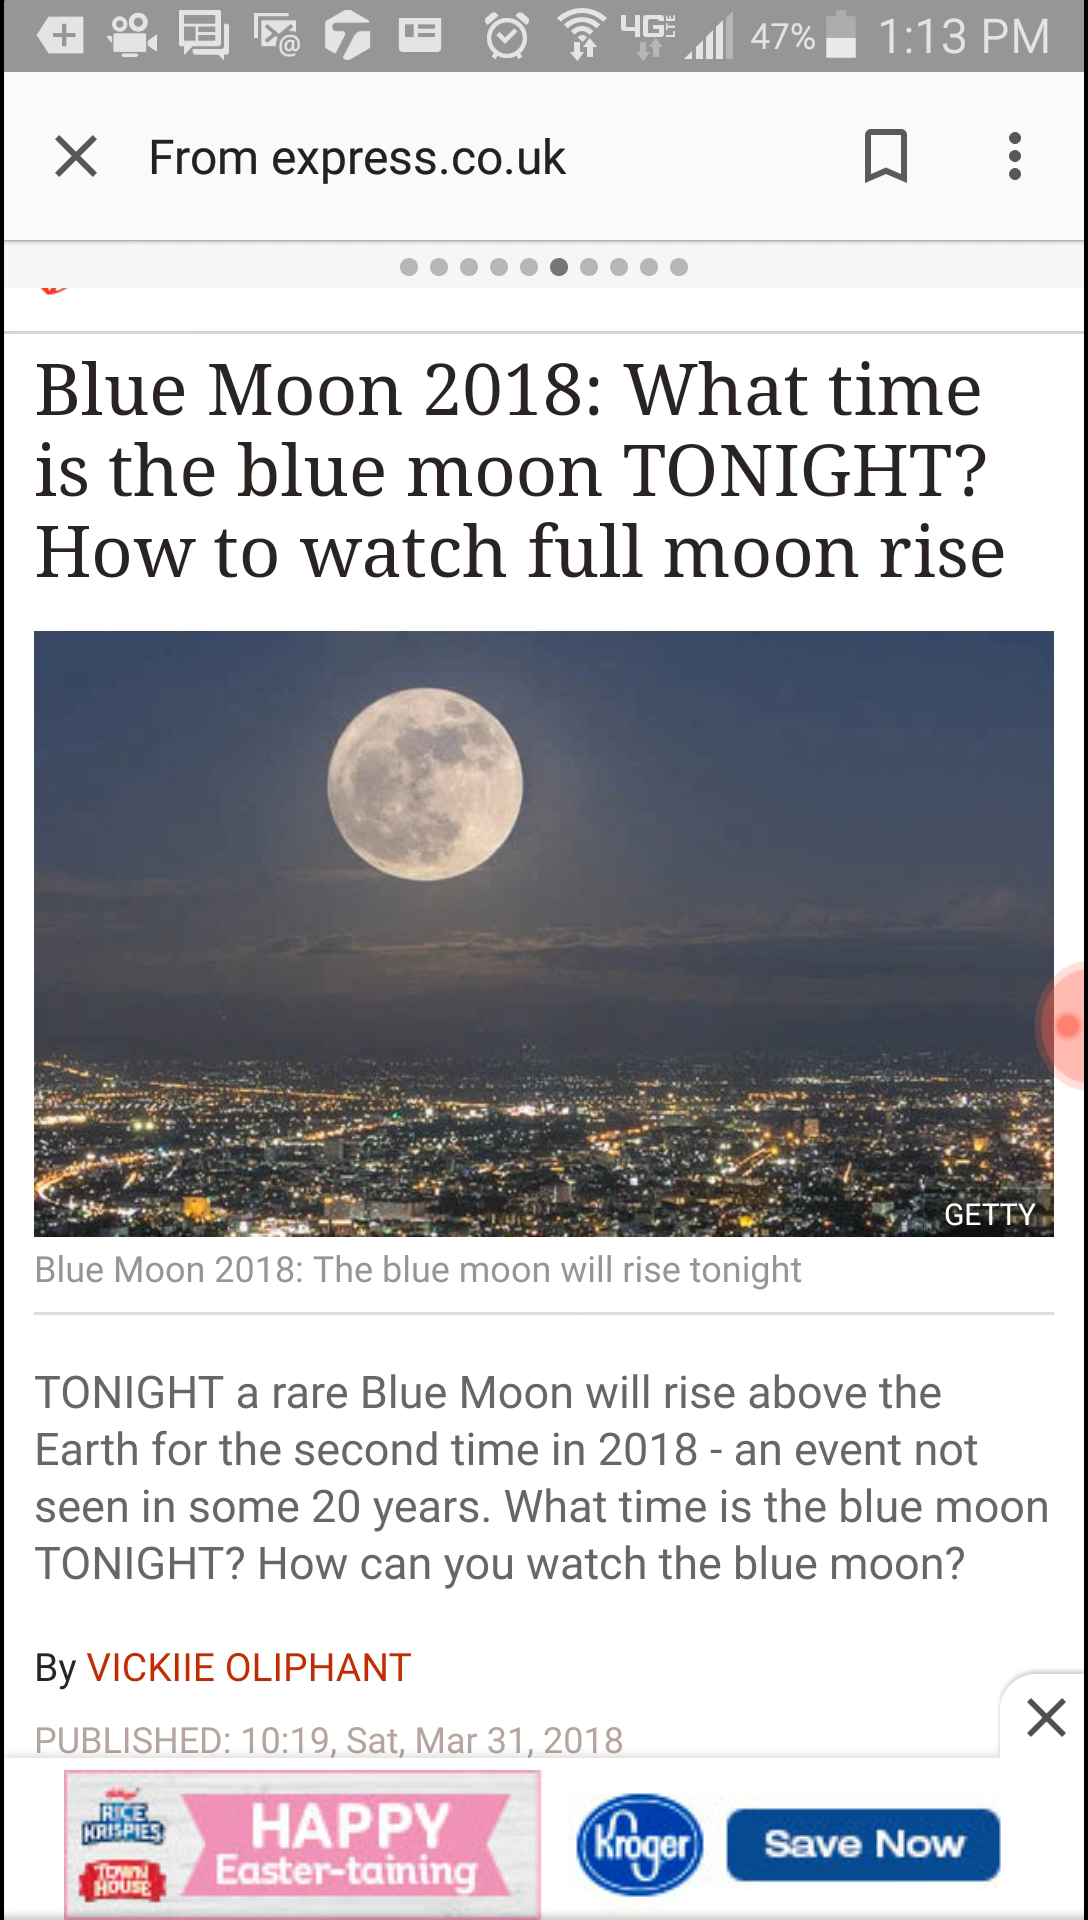 4G LTE 47% 1:13 PM
From express.co.uk
Blue Moon 2018: What time
is the blue moon TONIGHT?
How to watch full moon rise
GETTY
Blue Moon 2018: The blue moon will rise tonight
TONIGHT a rare Blue Moon will rise above the
Earth for the second time in 2018 - an event not
seen in some 20 years. What time is the blue moon
TONIGHT? How can you watch the blue moon?
By VICKIIE OLIPHANT
PUBLISHED: 10:19, Sat, Mar 31, 2018
Kellogg's
RICE
KRISPIES
TOWN
HOUSE
HAPPY
Easter-taining
Kroger
Save Now